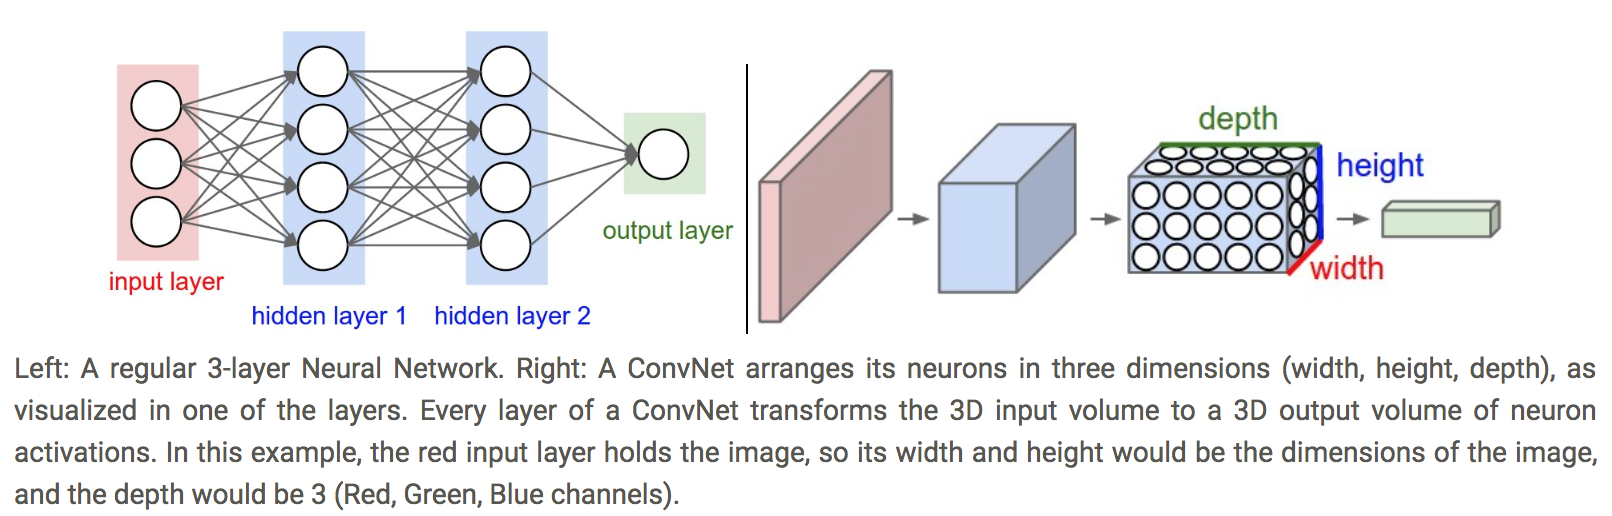 input layer
hidden layer 1
hidden layer 2
output layer
depth
height
width
Left: A regular 3-layer Neural Network. Right: A ConvNet arranges its neurons in three dimensions (width, height, depth), as
visualized in one of the layers. Every layer of a ConvNet transforms the 3D input volume to a 3D output volume of neuron
activations. In this example, the red input layer holds the image, so its width and height would be the dimensions of the image,
and the depth would be 3 (Red, Green, Blue channels).